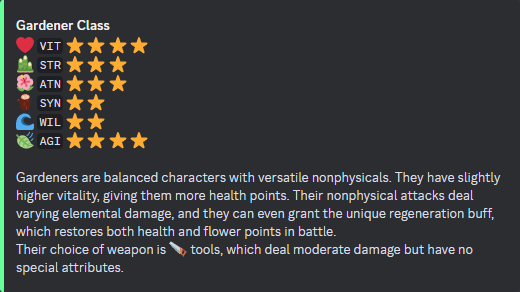 Gardener Class
VIT
STR
ATN
SYN
WIL
AGI
Gardeners are balanced characters with versatile nonphysicals. They have slightly
higher vitality, giving them more health points. Their nonphysical attacks deal
varying elemental damage, and they can even grant the unique regeneration buff,
which restores both health and flower points in battle.
Their choice of weapon is tools, which deal moderate damage but have no
special attributes.